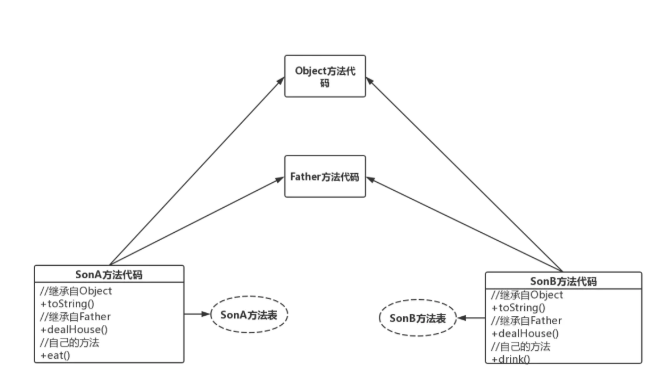 Object方法代
码
Father方法代码
SonA方法代码
//继承自Object
+toString()
//继承自Father
+dealHouse()
//自己的方法
+eat()
SonA方法表
SonB方法表
SonB方法代码
//继承自Object
+toString()
//继承自Father
+dealHouse()
//自己的方法
+drink()